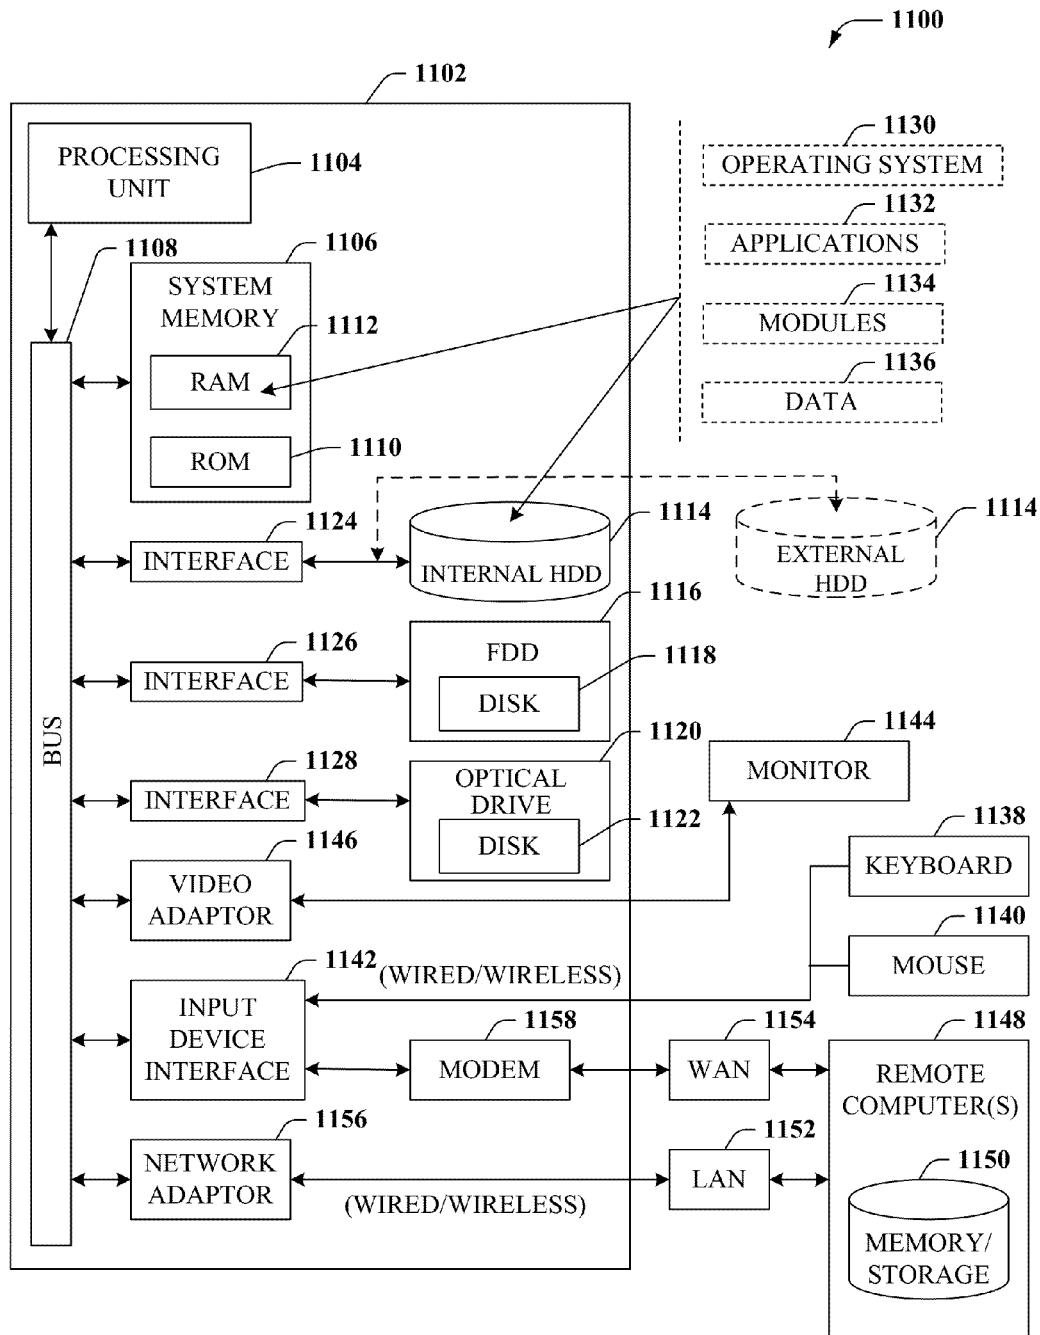 1100
1102
PROCESSING
UNIT
1104
1130
OPERATING SYSTEM
1132
APPLICATIONS
1134
MODULES
1136
DATA
1108
1106
SYSTEM
MEMORY
1112
RAM
1110
ROM
BUS
1124
INTERFACE
1114
INTERNAL HDD
1114
EXTERNAL
HDD
1126
INTERFACE
1116
FDD
1118
DISK
1128
INTERFACE
1120
OPTICAL
DRIVE
1122
DISK
1144
MONITOR
1146
VIDEO
ADAPTOR
1138
KEYBOARD
1140
MOUSE
1142
INPUT
DEVICE
INTERFACE
(WIRED/WIRELESS)
1158
MODEM
1154
WAN
1148
REMOTE
COMPUTER(S)
1156
NETWORK
ADAPTOR
(WIRED/WIRELESS)
1152
LAN
1150
MEMORY/
STORAGE